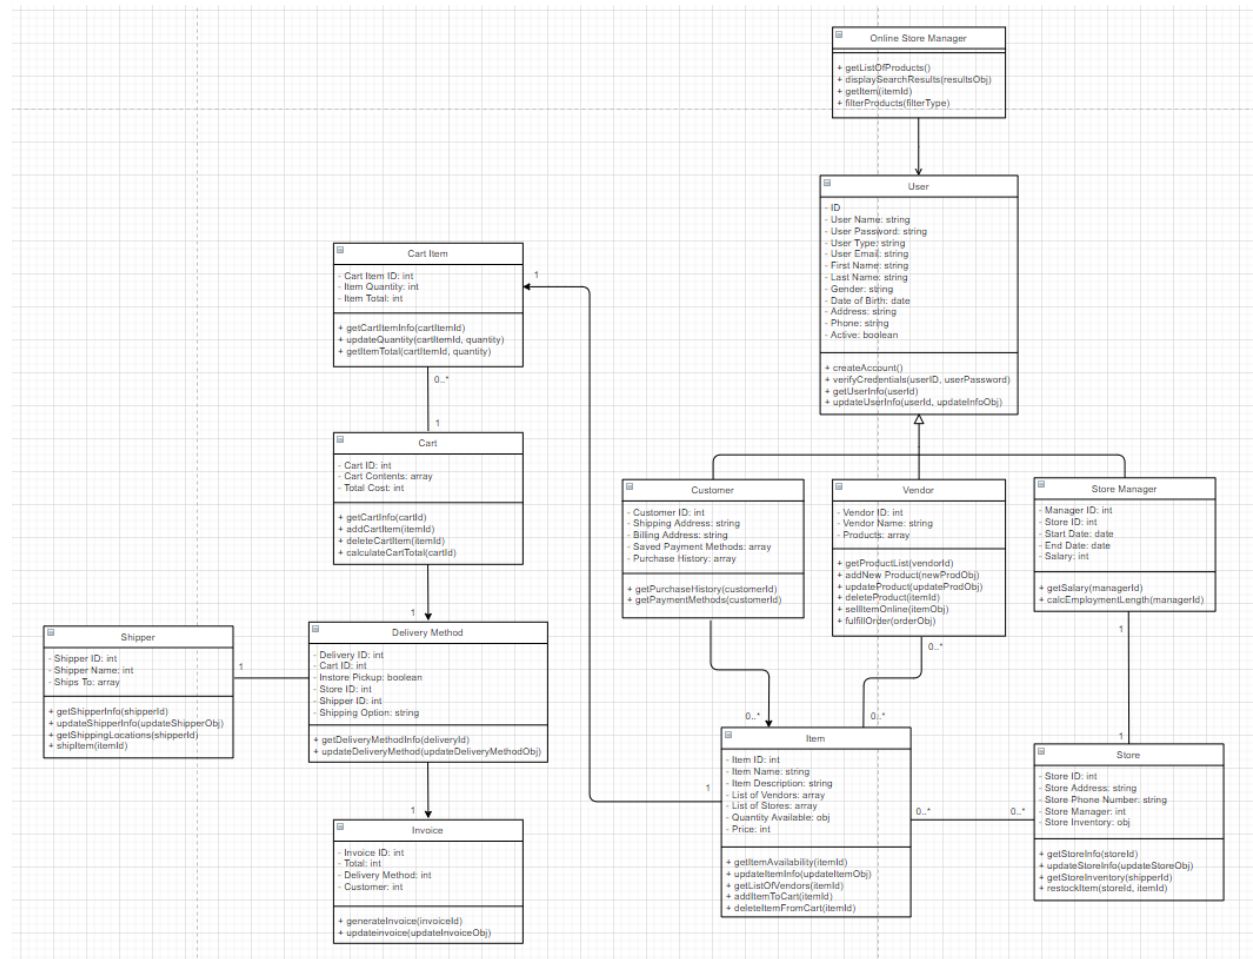 Online Store Manager
+ getListOfProducts()
+ displaySearchResults(resultsObj)
+ getItem(itemId)
+ filterProducts(filterType)
User
- ID
- User Name: string
- User Password: string
- User Type: string
- User Email: string
- First Name: string
- Last Name: string
- Gender: string
- Date of Birth: date
- Address: string
- Phone: string
- Active: boolean
+ createAccount()
+ verifyCredentials(userID, userPassword)
+ getUserInfo(userId)
+ updateUserInfo(userId, updateInfoObj)
Cart Item
- Cart Item ID: int
- Item Quantity: int
- Item Total: int
+ getCartItemInfo(cartItemId)
+ updateQuantity(cartItemId, quantity)
+ getItemTotal(cartItemId, quantity)
1
0..*
1
Cart
- Cart ID: int
- Cart Contents: array
- Total Cost: int
+ getCartInfo(cartId)
+ addCartItem(itemId)
+ deleteCartItem(itemId)
+ calculateCartTotal(cartId)
1
Customer
- Customer ID: int
- Shipping Address: string
- Billing Address: string
- Saved Payment Methods: array
- Purchase History: array
+ getPurchaseHistory(customerId)
+ getPaymentMethods(customerId)
Vendor
- Vendor ID: int
- Vendor Name: string
- Products: array
+ getProductList(vendorId)
+ addNew Product(newProdObj)
+ updateProduct(updateProdObj)
+ deleteProduct(itemId)
+ sellItemOnline(itemObj)
+ fulfillOrder(orderObj)
Store Manager
- Manager ID: int
- Store ID: int
- Start Date: date
- End Date: date
- Salary: int
+ getSalary(managerId)
+ calcEmploymentLength(managerId)
Shipper
- Shipper ID: int
- Shipper Name: int
- Ships To: array
+ getShipperInfo(shipperId)
+ updateShipperInfo(updateShipperObj)
+ getShippingLocations(shipperId)
+ shipItem(itemId)
1
Delivery Method
- Delivery ID: int
- Cart ID: int
- Instore Pickup: boolean
- Store ID: int
- Shipper ID: int
- Shipping Option: string
+ getDeliveryMethodInfo(deliveryId)
+ updateDeliveryMethod(updateDeliveryMethodObj)
1
Invoice
- Invoice ID: int
- Total: int
- Delivery Method: int
- Customer: int
+ generateInvoice(invoiceId)
+ updateinvoice(updateInvoiceObj)
0..*
0..*
0..*
1
Item
- Item ID: int
- Item Name: string
- Item Description: string
- List of Vendors: array
- List of Stores: array
- Quantity Available: obj
- Price: int
+ getItemAvailability(itemId)
+ updateItemInfo(updateItemObj)
+ getListOfVendors(itemId)
+ addItemToCart(itemId)
+ deleteItemFromCart(itemId)
0..*
0..*
1
1
Store
- Store ID: int
- Store Address: string
- Store Phone Number: string
- Store Manager: int
- Store Inventory: obj
+ getStoreInfo(storeId)
+ updateStoreInfo(updateStoreObj)
+ getStoreInventory(shipperId)
+ restockItem(storeId, itemId)